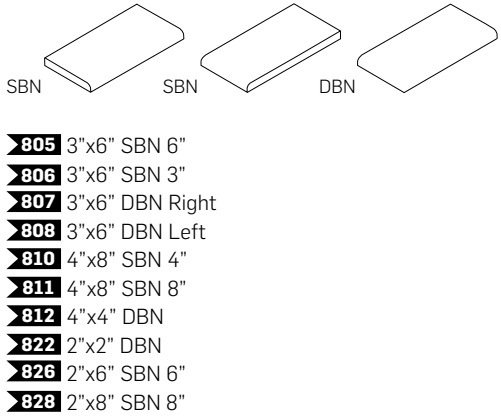 SBN SBN DBN
805 3”x6” SBN 6”
806 3”x6” SBN 3”
807 3”x6” DBN Right
808 3”x6” DBN Left
810 4”x8” SBN 4”
811 4”x8” SBN 8”
812 4”x4” DBN
822 2”x2” DBN
826 2”x6” SBN 6”
828 2”x8” SBN 8”